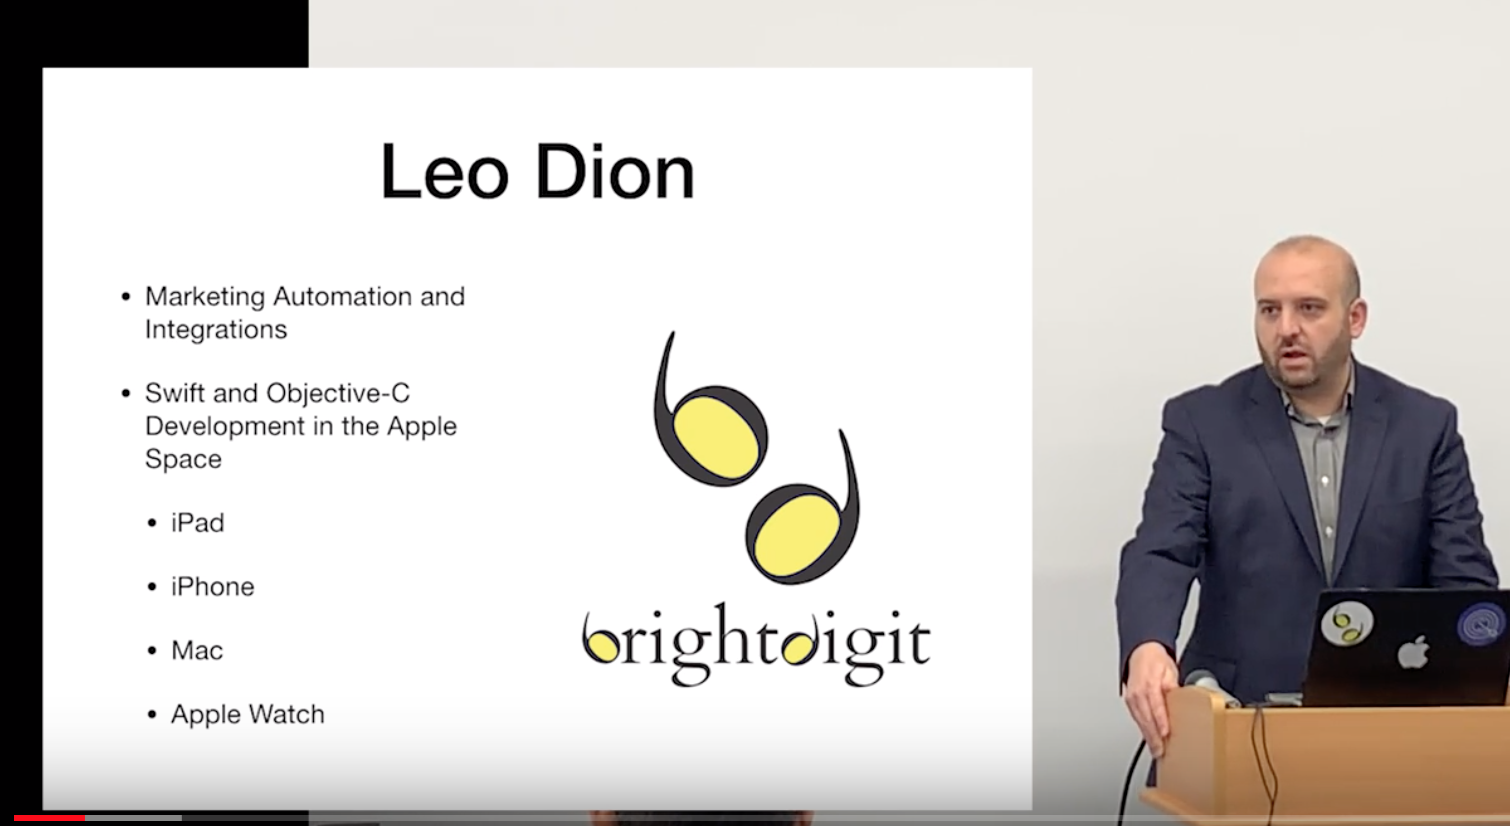 Leo Dion
Marketing Automation and
Integrations
Swift and Objective-C
Development in the Apple
Space
iPad
iPhone
Mac
Apple Watch
brightdigit